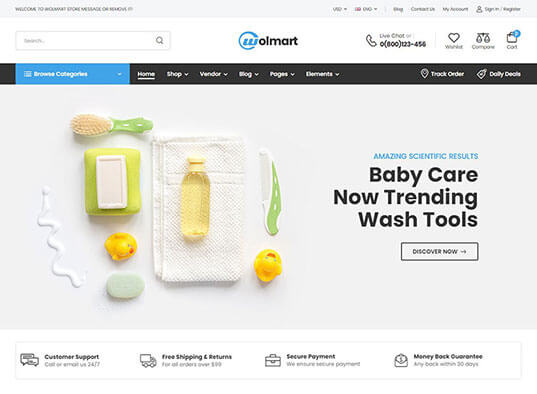 WELCOME TO WOLMART STORE MESSAGE OR REMOVE IT!
USD
ENG
Blog
Contact Us
My Account
Sign In / Register
Search...
Wolmart
Live Chat or :
0(800)123-456
Wishlist
Compare
Cart
Browse Categories
Home
Shop
Vendor
Blog
Pages
Elements
Track Order
Daily Deals
AMAZING SCIENTIFIC RESULTS
Baby Care
Now Trending
Wash Tools
DISCOVER NOW
Customer Support
Call or email us 24/7
Free Shipping & Returns
For all orders over $99
Secure Payment
We ensure secure payment
Money Back Guarantee
Any back within 30 days